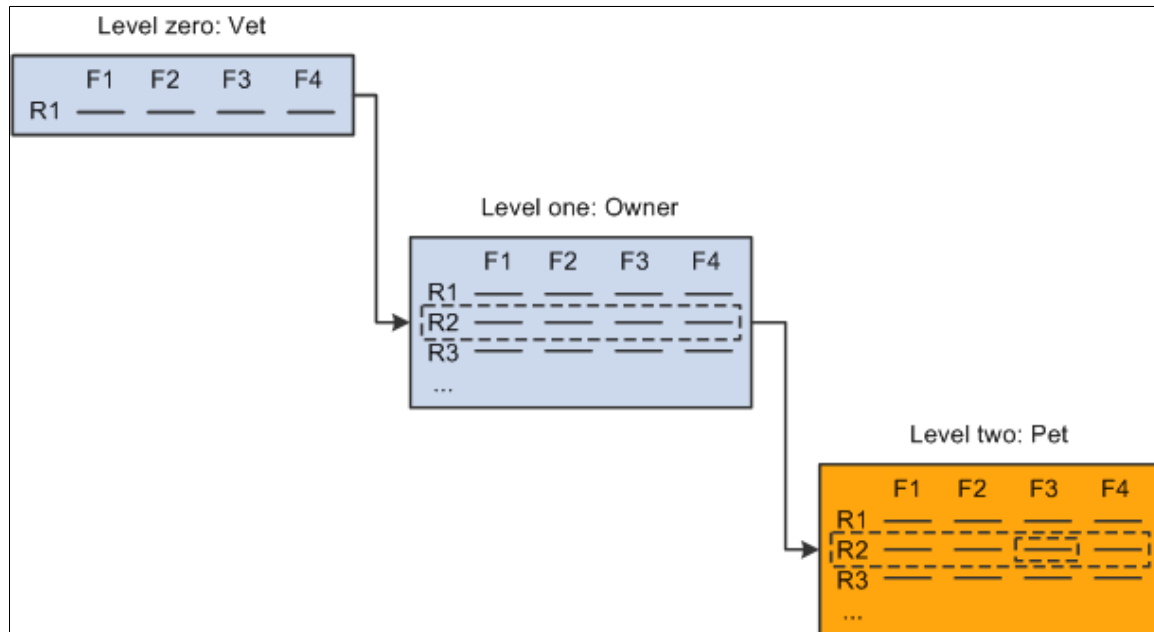 Level zero: Vet
F1 F2 F3 F4
R1
Level one: Owner
F1 F2 F3 F4
R1
R2
R3
...
Level two: Pet
F1 F2 F3 F4
R1
R2
R3
...